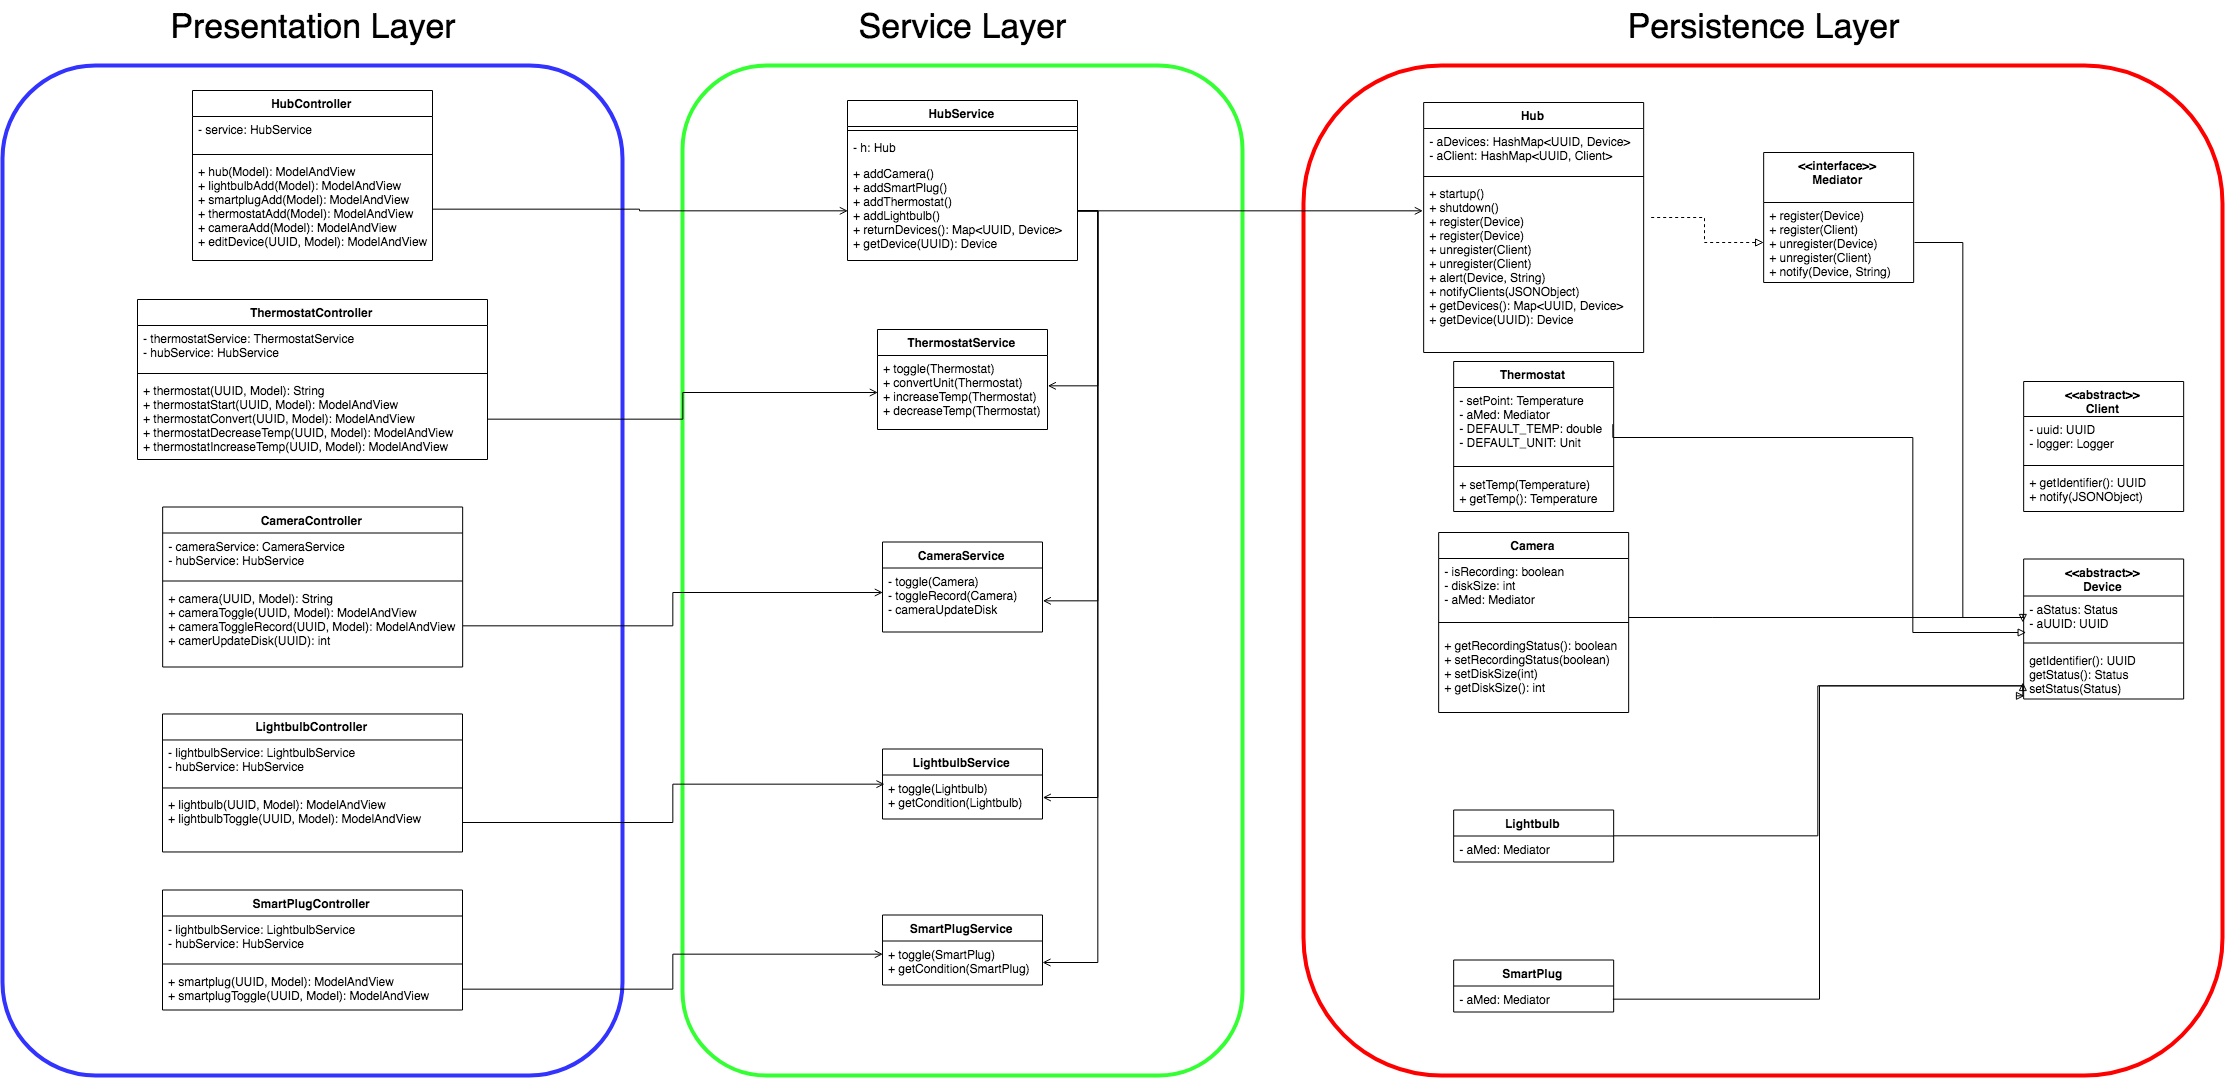 Presentation Layer
Service Layer
Persistence Layer
HubController
- service: HubService
+ hub(Model): ModelAndView
+ lightbulbAdd(Model): ModelAndView
+ smartplugAdd(Model): ModelAndView
+ thermostatAdd(Model): ModelAndView
+ cameraAdd(Model): ModelAndView
+ editDevice(UUID, Model): ModelAndView
ThermostatController
- thermostatService: ThermostatService
- hubService: HubService
+ thermostat(UUID, Model): String
+ thermostatStart(UUID, Model): ModelAndView
+ thermostatConvert(UUID, Model): ModelAndView
+ thermostatDecreaseTemp(UUID, Model): ModelAndView
+ thermostatIncreaseTemp(UUID, Model): ModelAndView
CameraController
- cameraService: CameraService
- hubService: HubService
+ camera(UUID, Model): String
+ cameraToggle(UUID, Model): ModelAndView
+ cameraToggleRecord(UUID, Model): ModelAndView
+ camerUpdateDisk(UUID): int
LightbulbController
- lightbulbService: LightbulbService
- hubService: HubService
+ lightbulb(UUID, Model): ModelAndView
+ lightbulbToggle(UUID, Model): ModelAndView
SmartPlugController
- lightbulbService: LightbulbService
- hubService: HubService
+ smartplug(UUID, Model): ModelAndView
+ smartplugToggle(UUID, Model): ModelAndView
HubService
- h: Hub
+ addCamera()
+ addSmartPlug()
+ addThermostat()
+ addLightbulb()
+ returnDevices(): Map<UUID, Device>
+ getDevice(UUID): Device
ThermostatService
+ toggle(Thermostat)
+ convertUnit(Thermostat)
+ increaseTemp(Thermostat)
+ decreaseTemp(Thermostat)
CameraService
- toggle(Camera)
- toggleRecord(Camera)
- cameraUpdateDisk
LightbulbService
+ toggle(Lightbulb)
+ getCondition(Lightbulb)
SmartPlugService
+ toggle(SmartPlug)
+ getCondition(SmartPlug)
Hub
- aDevices: HashMap<UUID, Device>
- aClient: HashMap<UUID, Client>
+ startup()
+ shutdown()
+ register(Device)
+ register(Device)
+ unregister(Client)
+ unregister(Client)
+ alert(Device, String)
+ notifyClients(JSONObject)
+ getDevices(): Map<UUID, Device>
+ getDevice(UUID): Device
<<interface>>
Mediator
+ register(Device)
+ register(Client)
+ unregister(Device)
+ unregister(Client)
+ notify(Device, String)
Thermostat
- setPoint: Temperature
- aMed: Mediator
- DEFAULT_TEMP: double
- DEFAULT_UNIT: Unit
+ setTemp(Temperature)
+ getTemp(): Temperature
<<abstract>>
Client
- uuid: UUID
- logger: Logger
+ getIdentifier(): UUID
+ notify(JSONObject)
Camera
- isRecording: boolean
- diskSize: int
- aMed: Mediator
+ getRecordingStatus(): boolean
+ setRecordingStatus(boolean)
+ setDiskSize(int)
+ getDiskSize(): int
<<abstract>>
Device
- aStatus: Status
- aUUID: UUID
getIdentifier(): UUID
getStatus(): Status
setStatus(Status)
Lightbulb
- aMed: Mediator
SmartPlug
- aMed: Mediator